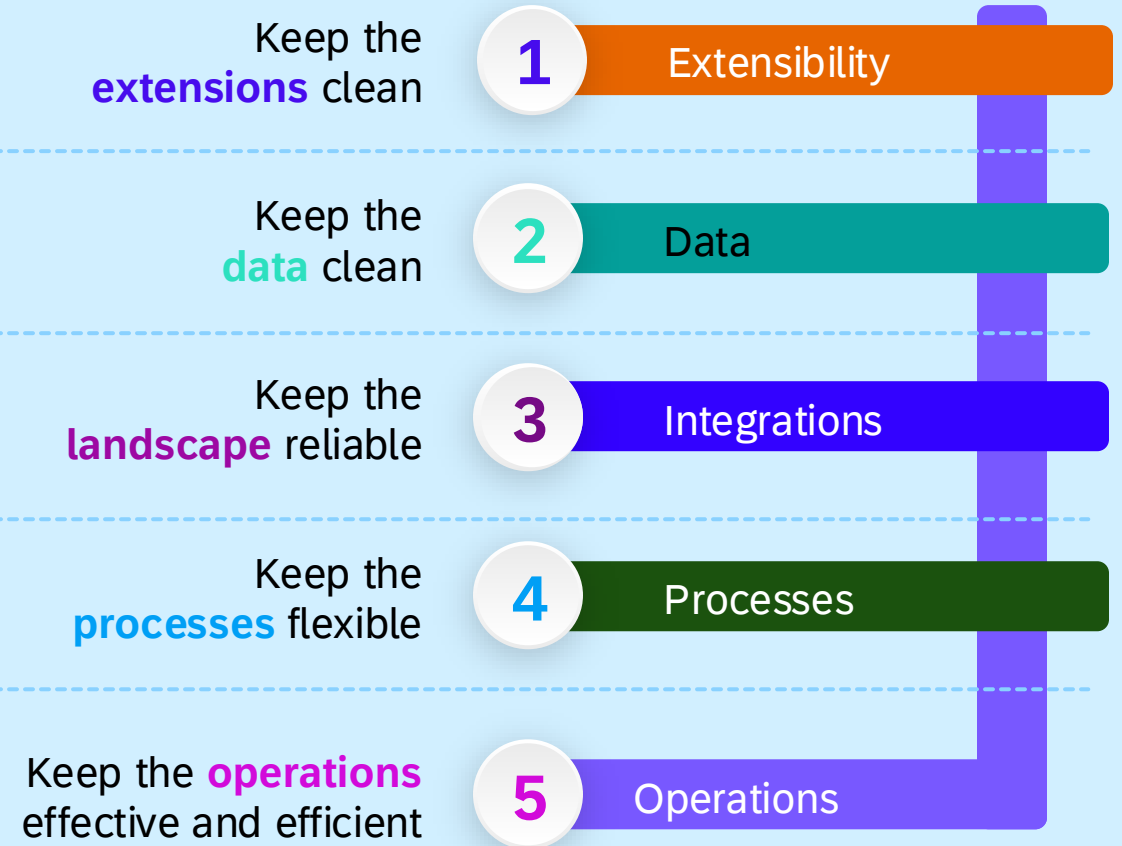 Keep the
extensions clean
1
Extensibility
Keep the
data clean
2
Data
Keep the
landscape reliable
3
Integrations
Keep the
processes flexible
4
Processes
Keep the operations
effective and efficient
5
Operations